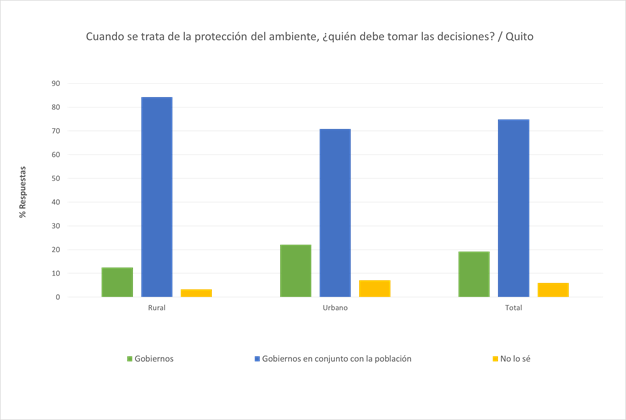 Cuando se trata de la protección del ambiente, ¿quién debe tomar las decisiones? / Quito
90
80
70
60
50
40
30
20
10
0
% Respuestas
Rural
Urbano
Total
Gobiernos
Gobiernos en conjunto con la población
No lo sé